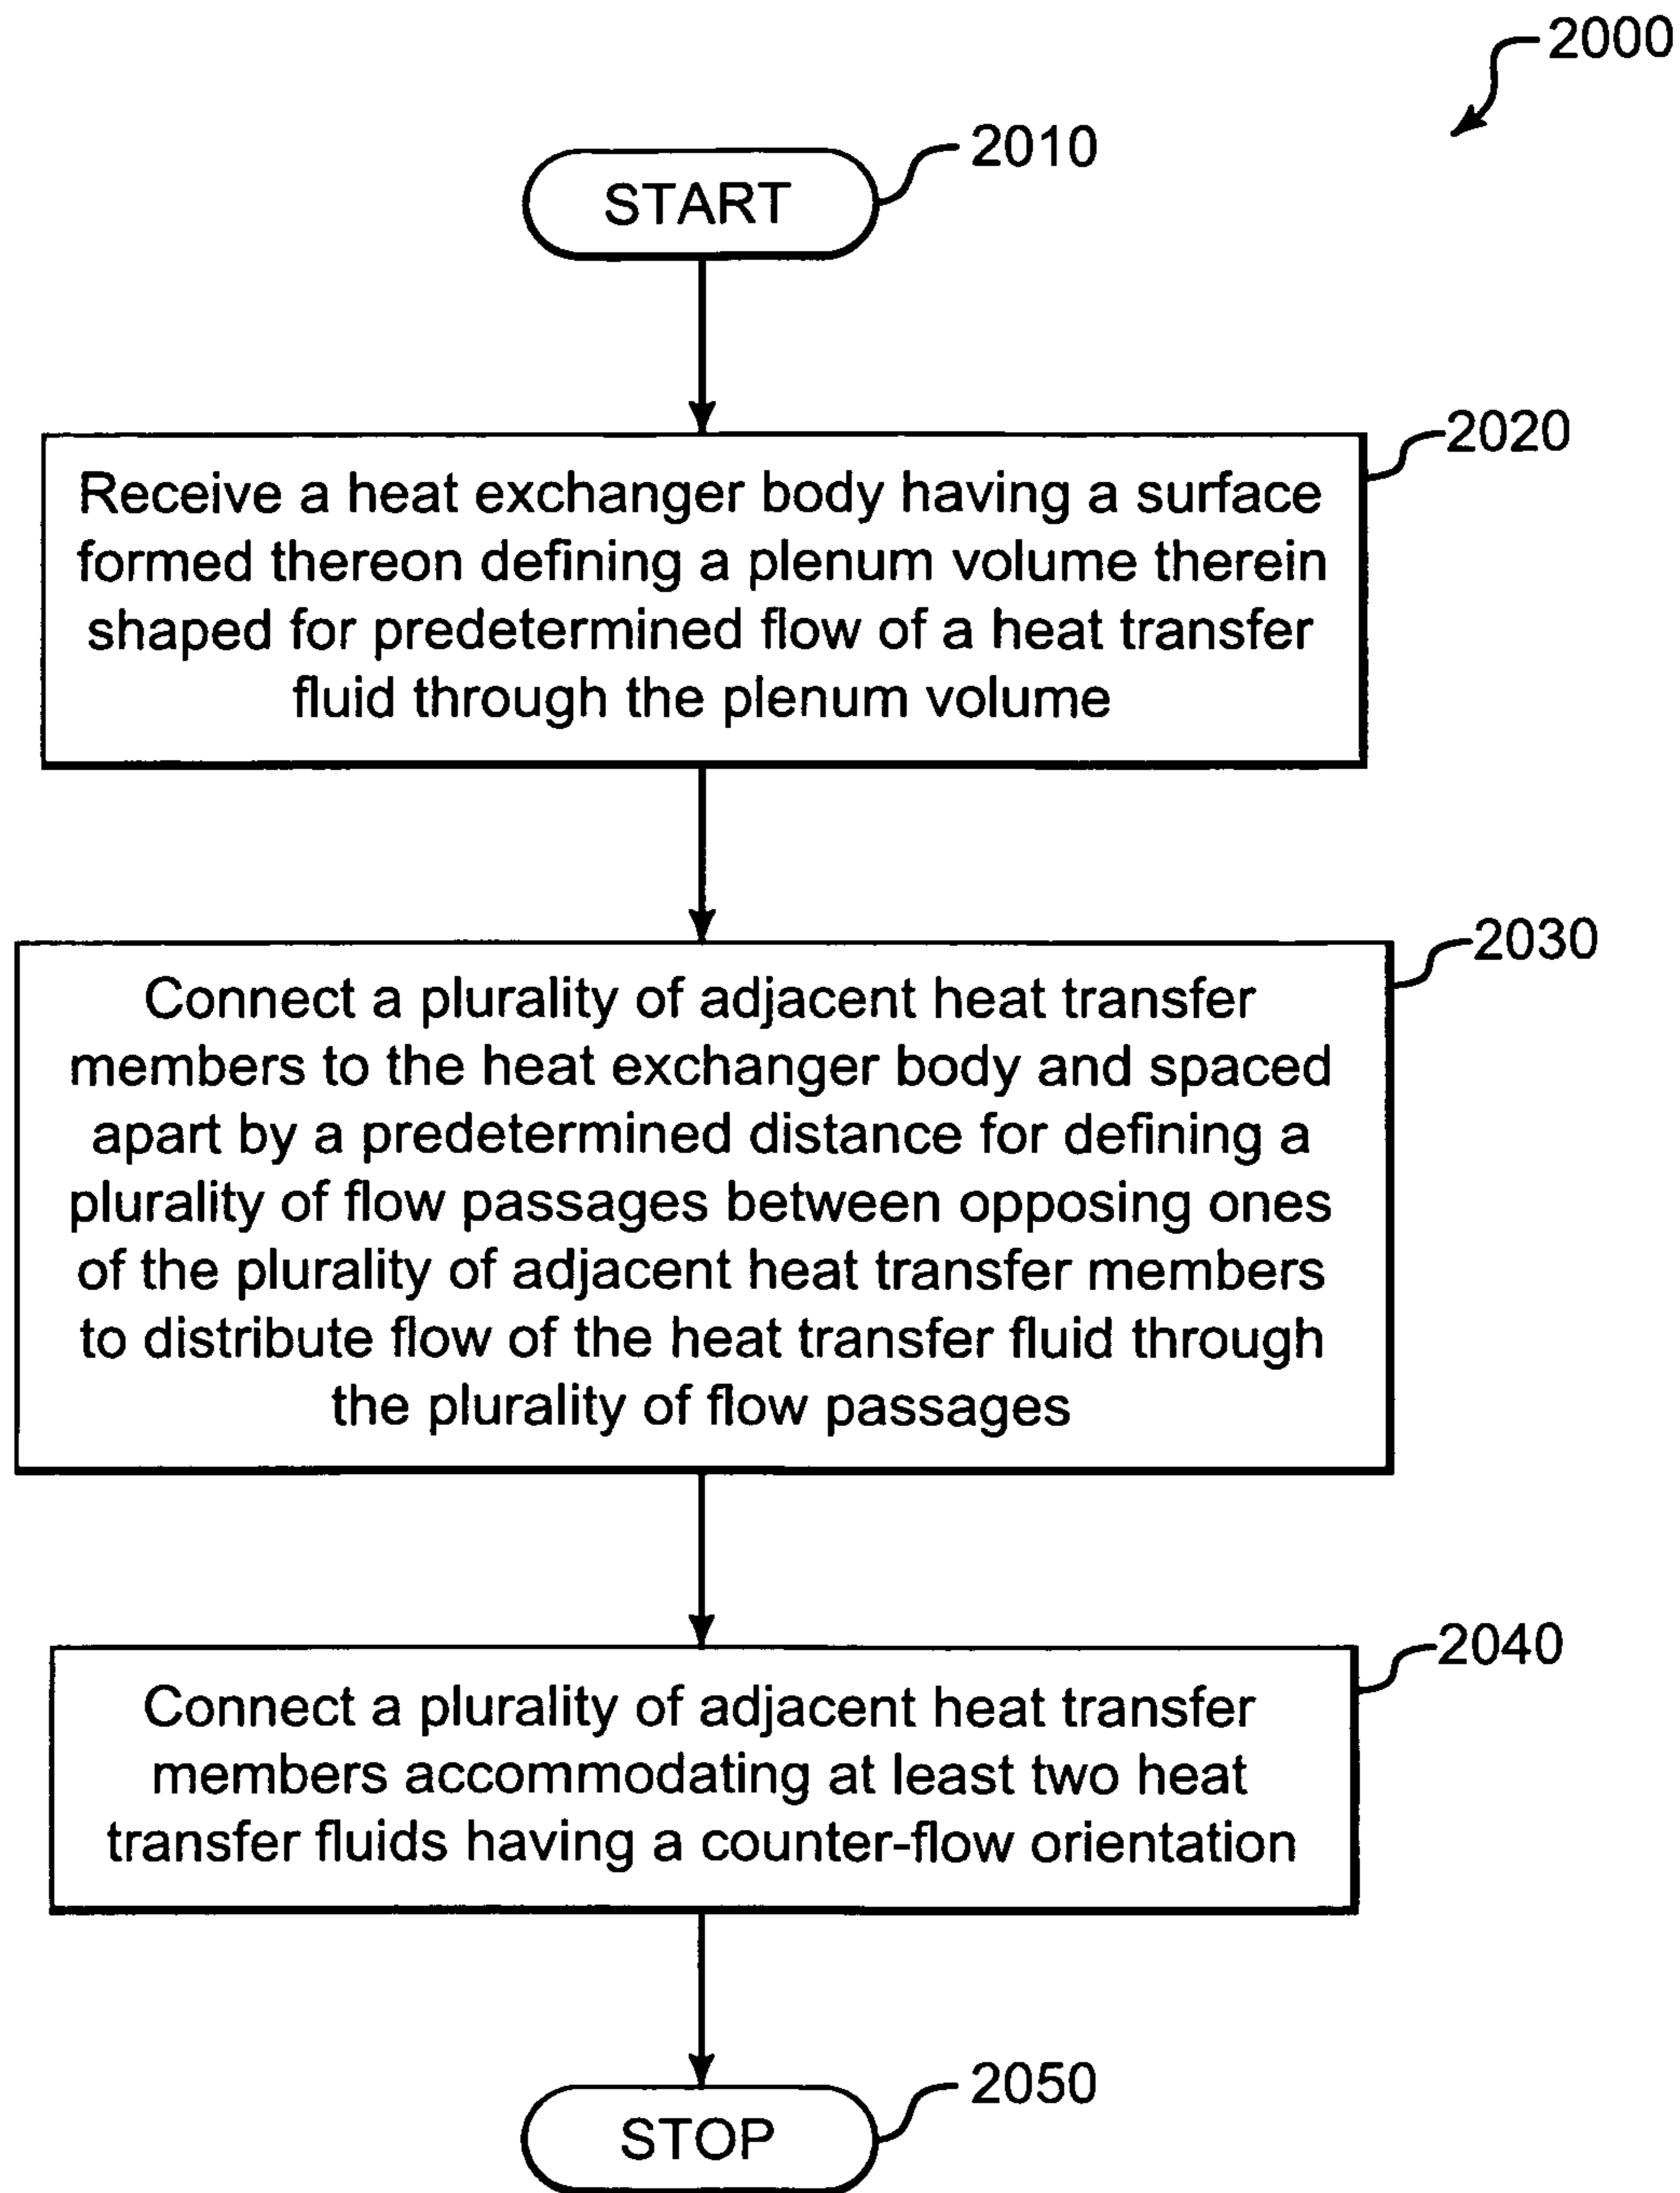 2000
2010
START
2020
Receive a heat exchanger body having a surface
formed thereon defining a plenum volume therein
shaped for predetermined flow of a heat transfer
fluid through the plenum volume
2030
Connect a plurality of adjacent heat transfer
members to the heat exchanger body and spaced
apart by a predetermined distance for defining a
plurality of flow passages between opposing ones
of the plurality of adjacent heat transfer members
to distribute flow of the heat transfer fluid through
the plurality of flow passages
2040
Connect a plurality of adjacent heat transfer
members accommodating at least two heat
transfer fluids having a counter-flow orientation
2050
STOP